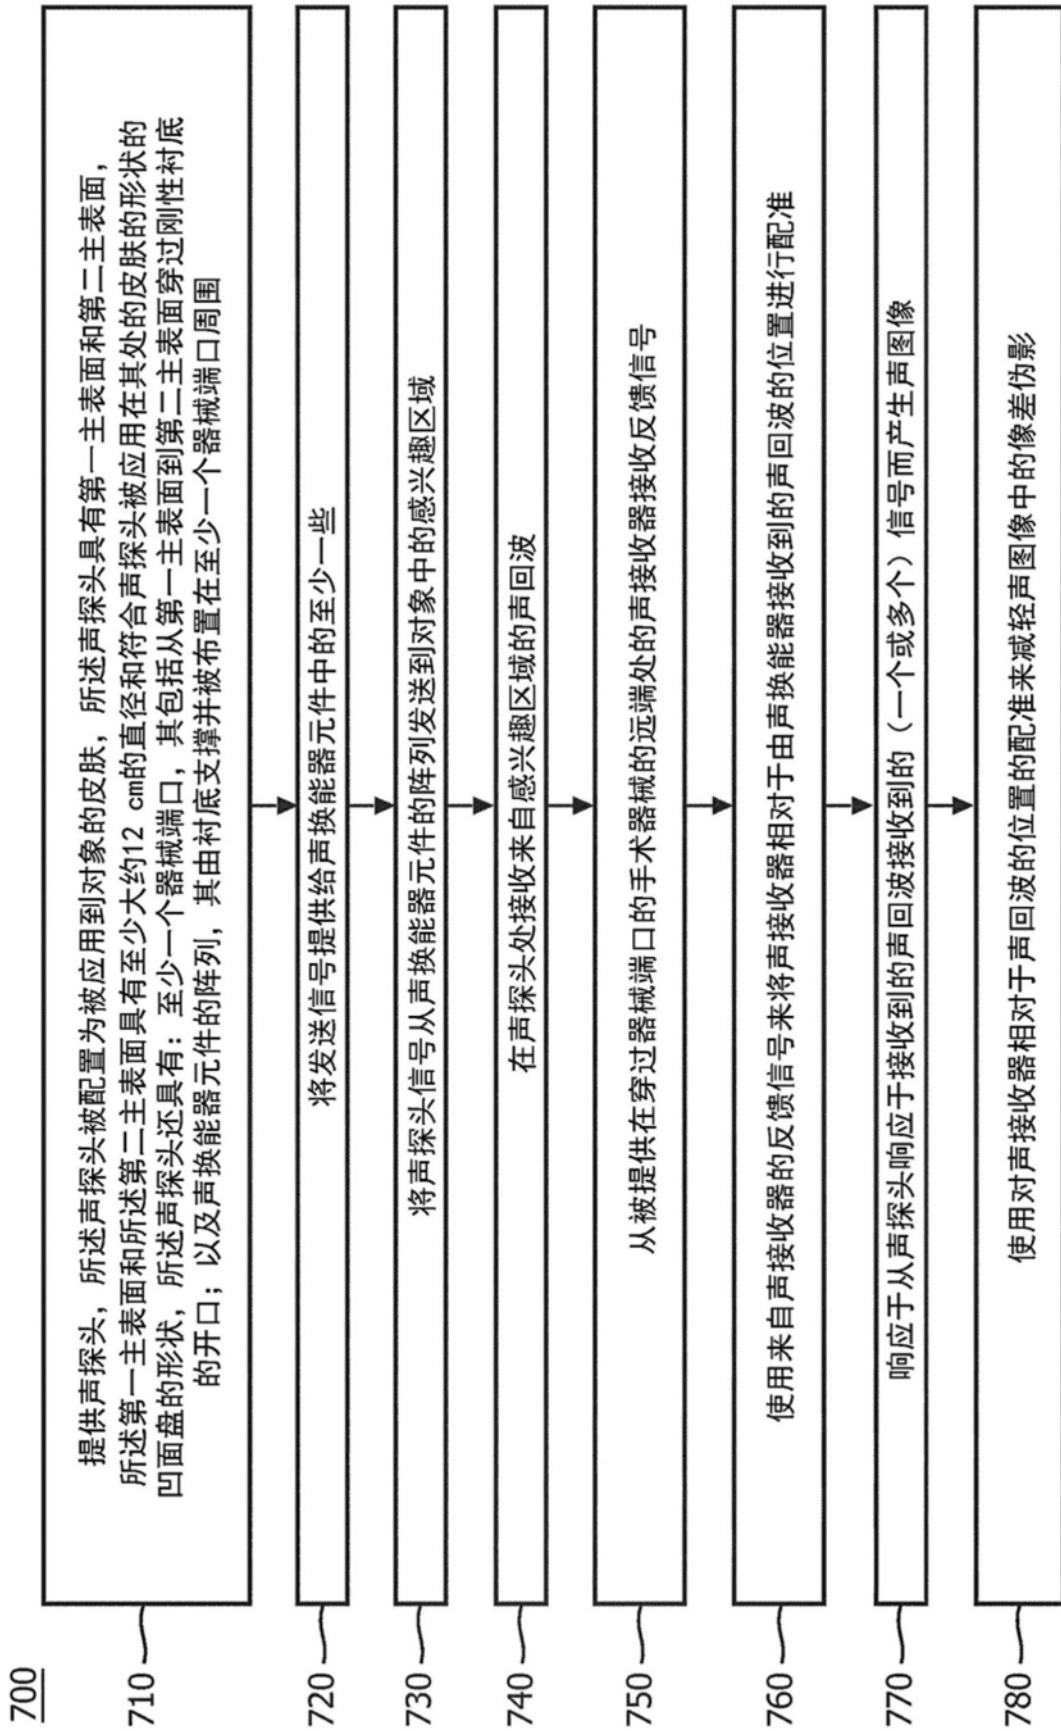 700
710
提供声探头，所述声探头被配置为被应用到对象的皮肤，所述声探头具有第一主表面和第二主表面，
所述第一主表面和所述第二主表面具有至少大约12 cm的直径和符合声探头被应用在其处的皮肤的形状的
凹面盘的形状，所述声探头还具有：至少一个器械端口，其包括从第一主表面到第二主表面穿过刚性衬底
的开口；以及声换能器元件的阵列，其由衬底支撑并被布置在至少一个器械端口周围
720
将发送信号提供给声换能器元件中的至少一些
730
将声探头信号从声换能器元件的阵列发送到对象中的感兴趣区域
740
在声探头处接收来自感兴趣区域的声回波
750
从被提供在穿过器械端口的手术器械的远端处的声接收器接收反馈信号
760
使用来自声接收器的反馈信号来将声接收器相对于由声换能器接收到的声回波的位置进行配准
770
响应于从声探头响应于接收到的声回波接收到的（一个或多个）信号而产生声图像
780
使用对声接收器相对于声回波的位置的配准来减轻声图像中的像差伪影